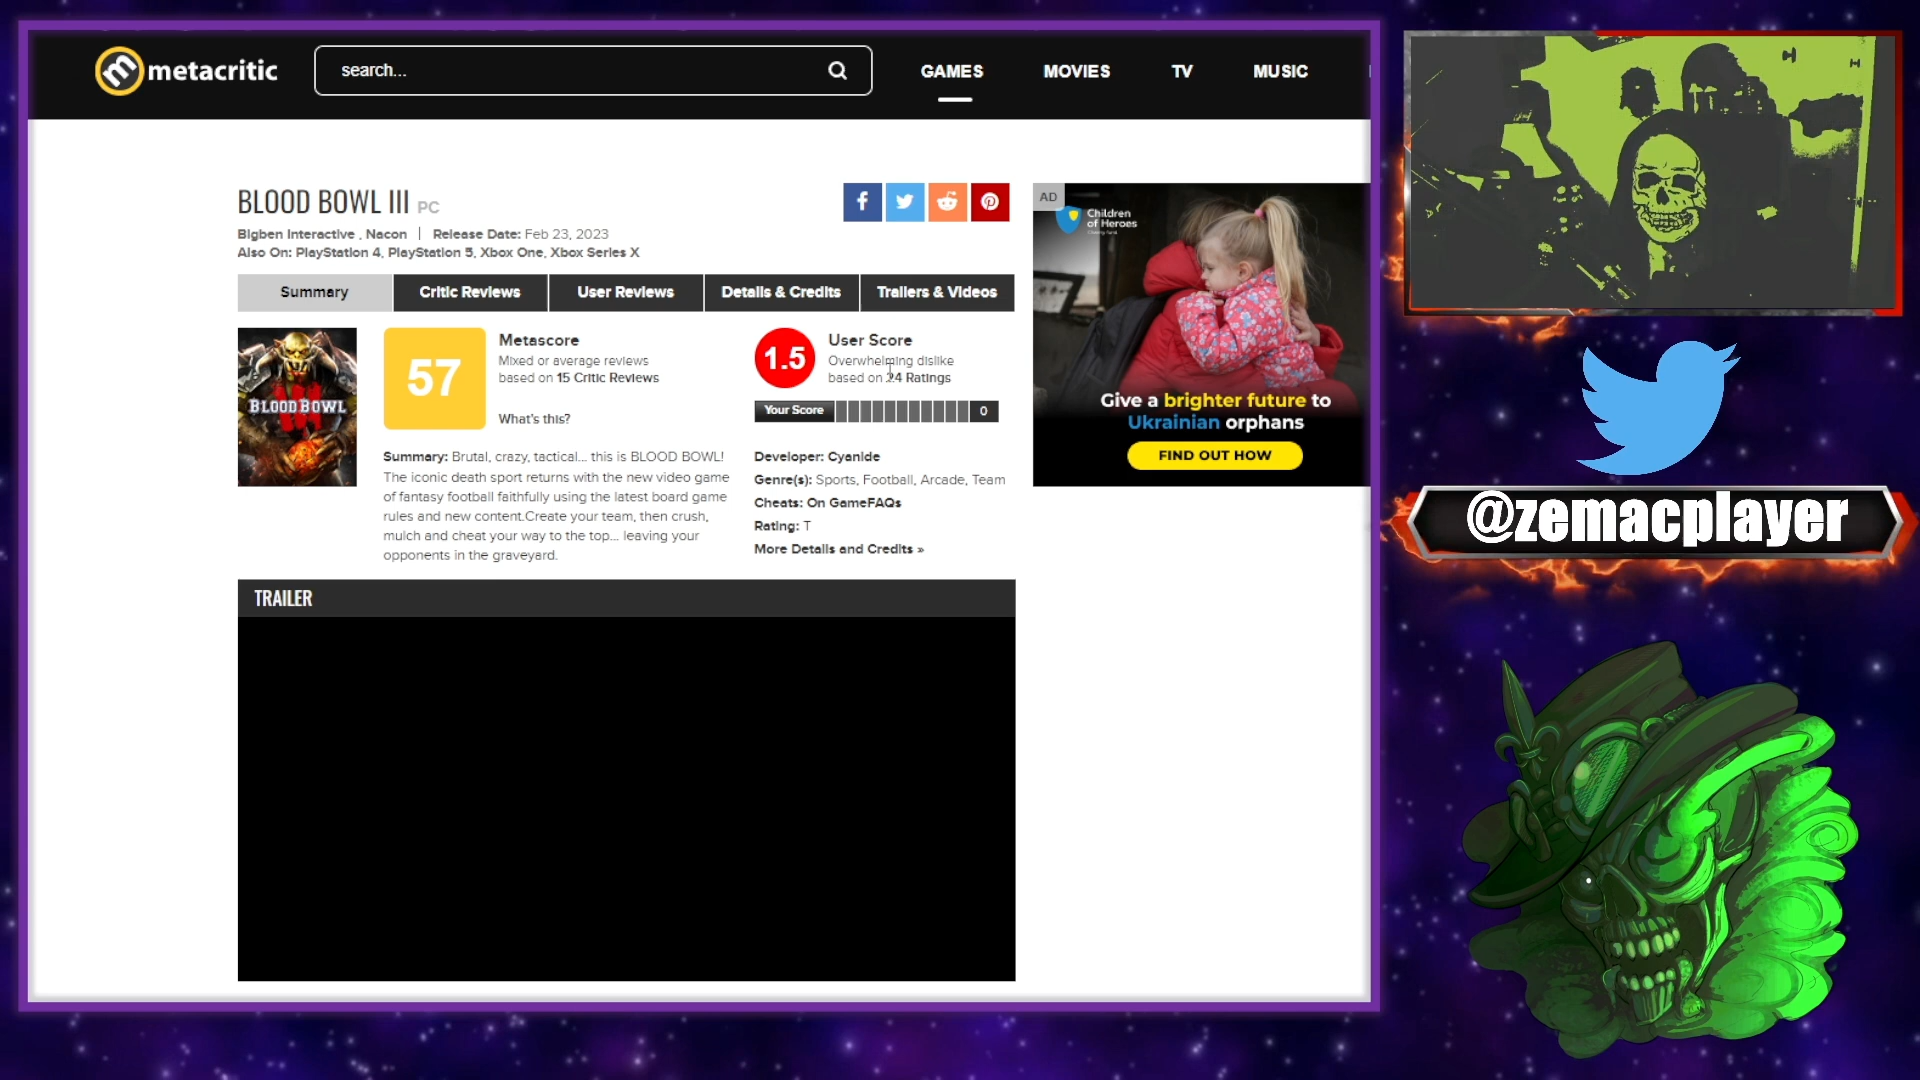 metacritic
search...
GAMES
MOVIES
TV
MUSIC
BLOOD BOWL III PC
Bigben Interactive , Nacon | Release Date: Feb 23, 2023
Also On: PlayStation 4, PlayStation 5, Xbox One, Xbox Series X
Summary
Critic Reviews
User Reviews
Details & Credits
Trailers & Videos
BLOOD BOWL
57
Metascore
Mixed or average reviews
based on 15 Critic Reviews
What's this?
1.5
User Score
Overwhelming dislike
based on 24 Ratings
Your Score
0
Summary: Brutal, crazy, tactical... this is BLOOD BOWL!
The iconic death sport returns with the new video game
of fantasy football faithfully using the latest board game
rules and new content.Create your team, then crush,
mulch and cheat your way to the top... leaving your
opponents in the graveyard.
Developer: Cyanide
Genre(s): Sports, Football, Arcade, Team
Cheats: On GameFAQs
Rating: T
More Details and Credits »
TRAILER
AD
Children
of Heroes
Give a brighter future to
Ukrainian orphans
FIND OUT HOW
@zemacplayer